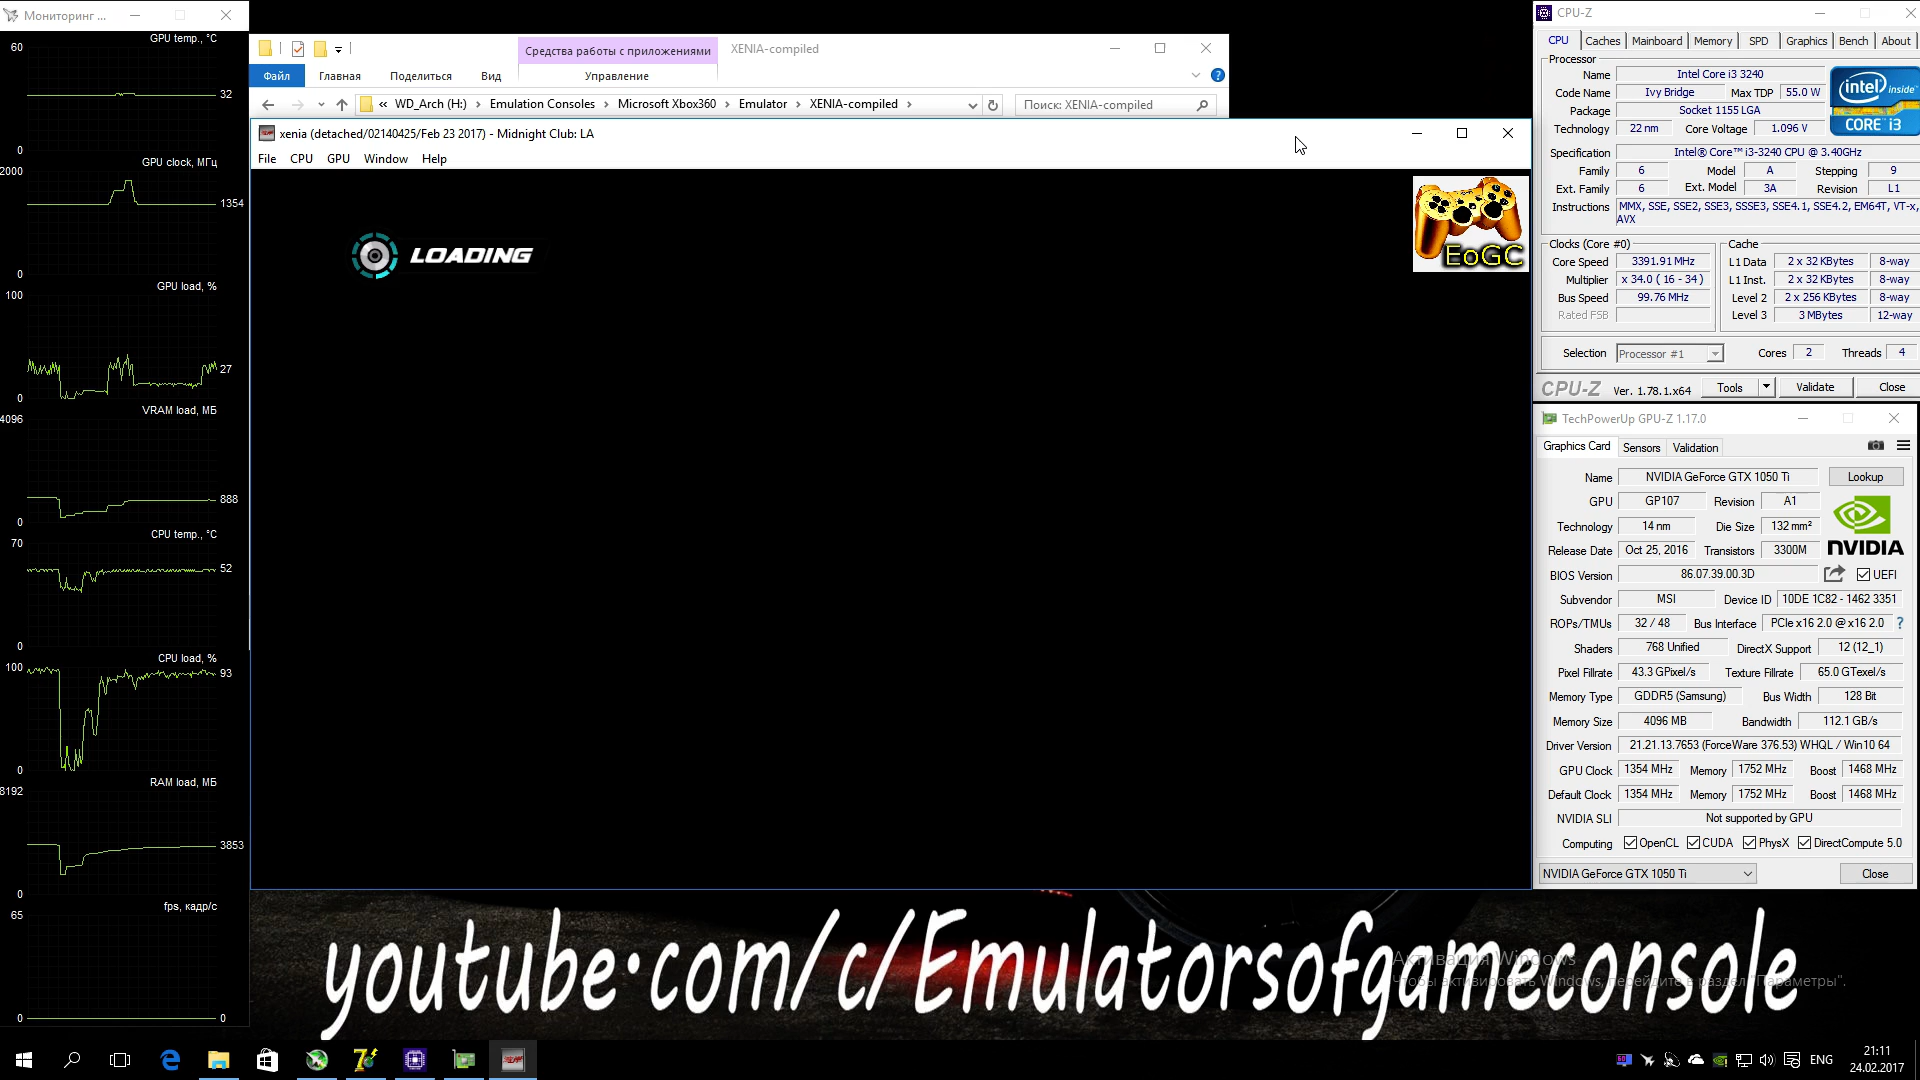 Мониторинг ...
GPU temp., °C
60
32
0
GPU clock, МГц
2000
1354
0
GPU load, %
100
27
0
VRAM load, МБ
4096
888
0
CPU temp., °C
70
52
0
CPU load, %
100
93
0
RAM load, МБ
8192
3853
0
fps, кадр/с
65
0
0
Средства работы с приложениями
XENIA-compiled
Файл
Главная
Поделиться
Вид
Управление
« WD_Arch (H:) › Emulation Consoles › Microsoft Xbox360 › Emulator › XENIA-compiled ›
Поиск: XENIA-compiled
xenia (detached/02140425/Feb 23 2017) - Midnight Club: LA
File CPU GPU Window Help
LOADING
EoGC
CPU-Z
CPU Caches Mainboard Memory SPD Graphics Bench About
Processor
Name Intel Core i3 3240
Code Name Ivy Bridge Max TDP 55.0 W
Package Socket 1155 LGA
Technology 22 nm Core Voltage 1.096 V
intel inside™
CORE i3
Specification Intel® Core™ i3-3240 CPU @ 3.40GHz
Family 6 Model A Stepping 9
Ext. Family 6 Ext. Model 3A Revision L1
Instructions MMX, SSE, SSE2, SSE3, SSSE3, SSE4.1, SSE4.2, EM64T, VT-x,
AVX
Clocks (Core #0)
Core Speed 3391.91 MHz
Multiplier x 34.0 ( 16 - 34 )
Bus Speed 99.76 MHz
Rated FSB
Cache
L1 Data 2 x 32 KBytes 8-way
L1 Inst. 2 x 32 KBytes 8-way
Level 2 2 x 256 KBytes 8-way
Level 3 3 MBytes 12-way
Selection Processor #1 Cores 2 Threads 4
CPU-Z Ver. 1.78.1.x64 Tools Validate Close
TechPowerUp GPU-Z 1.17.0
Graphics Card Sensors Validation
Name NVIDIA GeForce GTX 1050 Ti Lookup
GPU GP107 Revision A1
Technology 14 nm Die Size 132 mm²
Release Date Oct 25, 2016 Transistors 3300M
NVIDIA
BIOS Version 86.07.39.00.3D UEFI
Subvendor MSI Device ID 10DE 1C82 - 1462 3351
ROPs/TMUs 32 / 48 Bus Interface PCIe x16 2.0 @ x16 2.0 ?
Shaders 768 Unified DirectX Support 12 (12_1)
Pixel Fillrate 43.3 GPixel/s Texture Fillrate 65.0 GTexel/s
Memory Type GDDR5 (Samsung) Bus Width 128 Bit
Memory Size 4096 MB Bandwidth 112.1 GB/s
Driver Version 21.21.13.7653 (ForceWare 376.53) WHQL / Win10 64
GPU Clock 1354 MHz Memory 1752 MHz Boost 1468 MHz
Default Clock 1354 MHz Memory 1752 MHz Boost 1468 MHz
NVIDIA SLI Not supported by GPU
Computing OpenCL CUDA PhysX DirectCompute 5.0
NVIDIA GeForce GTX 1050 Ti Close
youtube.com/c/Emulatorsofgameconsole
Активация Windows
Чтобы активировать Windows, перейдите в раздел "Параметры".
ENG
21:11
24.02.2017